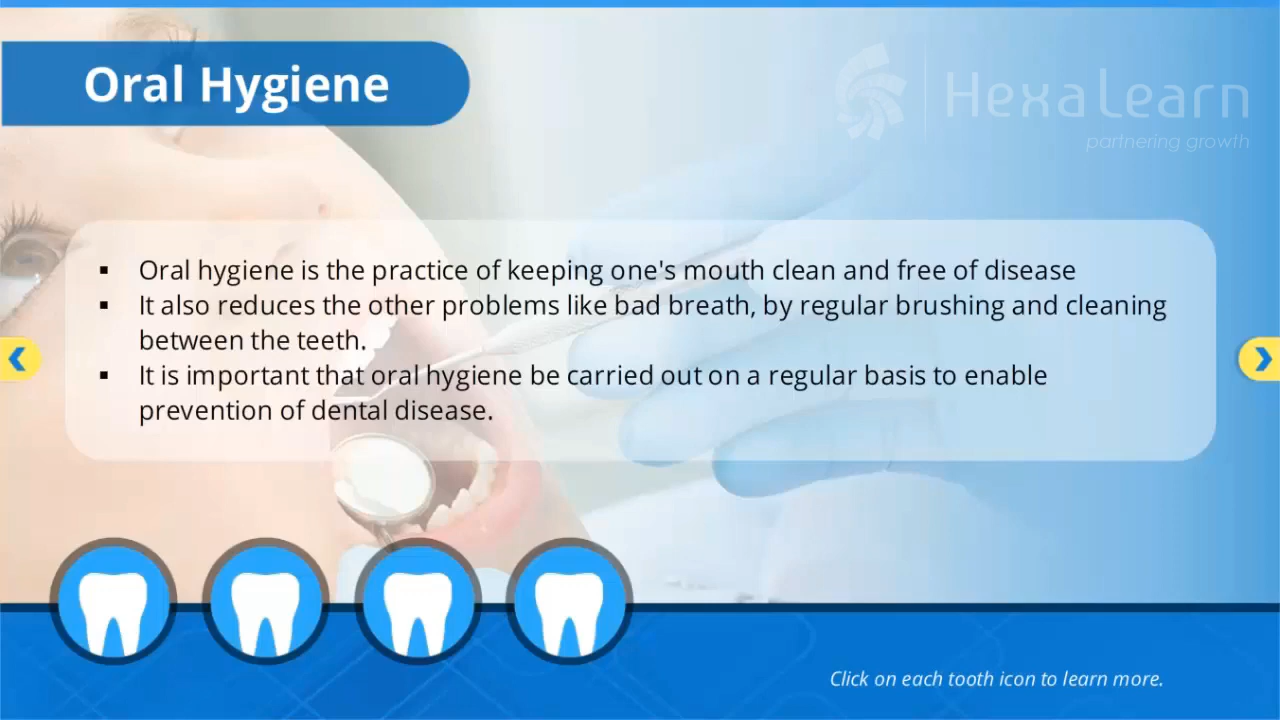 Oral Hygiene
HexaLearn
partnering growth
▪ Oral hygiene is the practice of keeping one's mouth clean and free of disease
▪ It also reduces the other problems like bad breath, by regular brushing and cleaning
between the teeth.
▪ It is important that oral hygiene be carried out on a regular basis to enable
prevention of dental disease.
Click on each tooth icon to learn more.